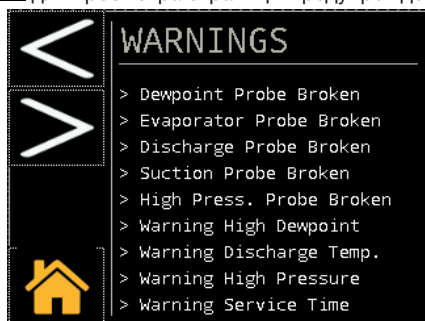 WARNINGS
> Dewpoint Probe Broken
> Evaporator Probe Broken
> Discharge Probe Broken
> Suction Probe Broken
> High Press. Probe Broken
> Warning High Dewpoint
> Warning Discharge Temp.
> Warning High Pressure
> Warning Service Time